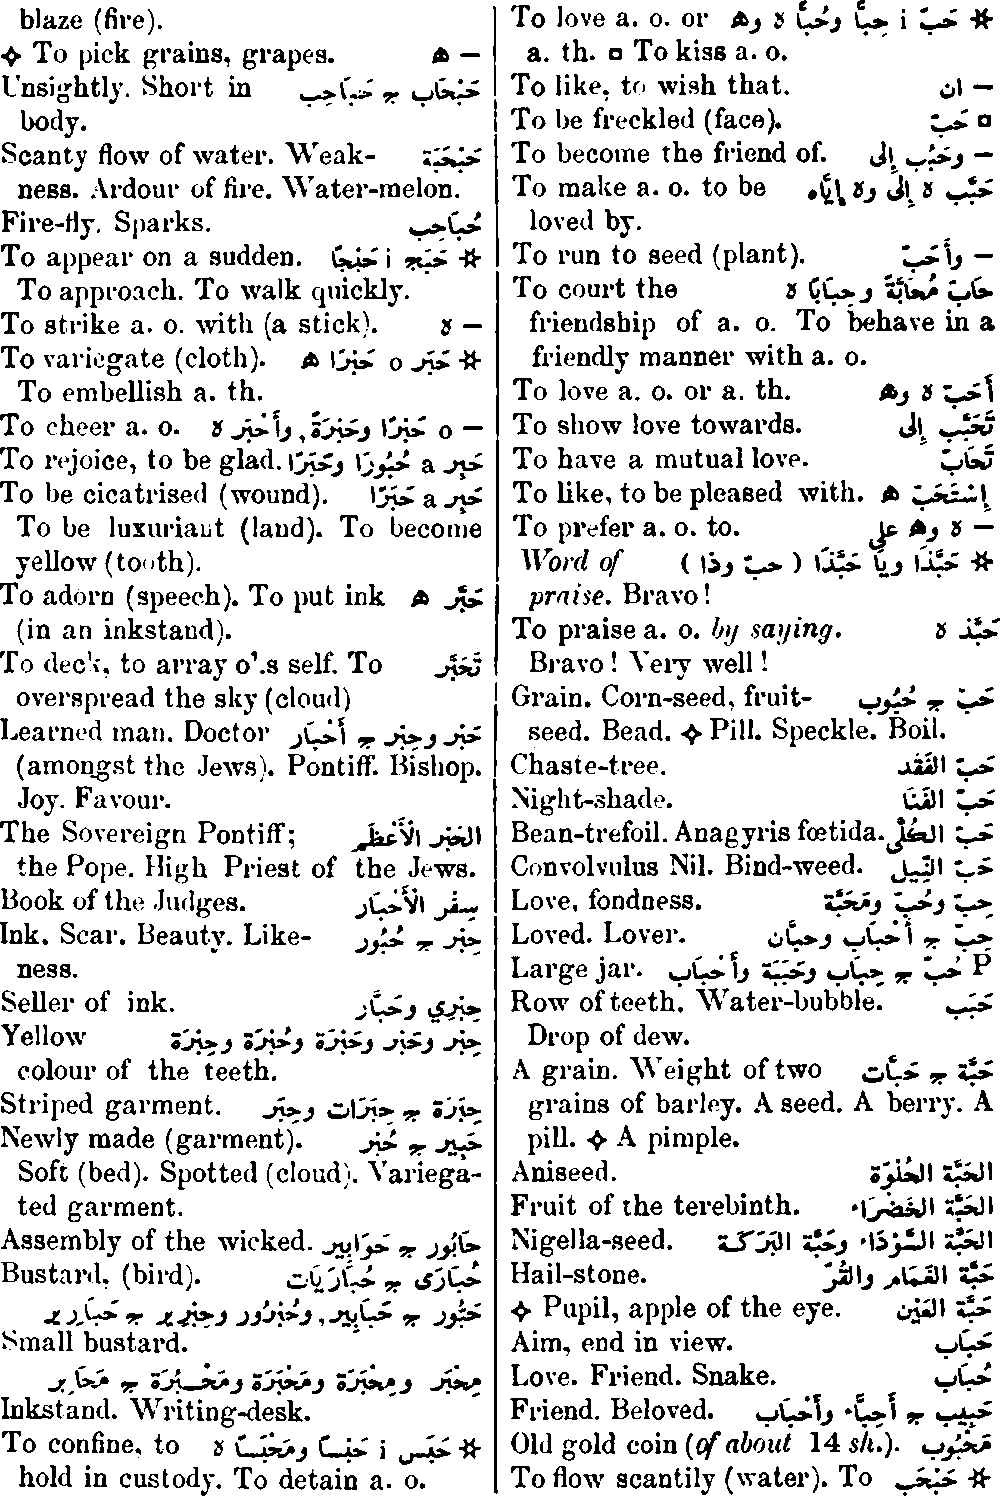 To love a. o. or ✲ حَبَّ i حِبًّا وحُبًّا ه وهـ
a. th. ▫ To kiss a. o.
To like, to wish that. — ان
To be freckled (face). ▫ حَبّ
To become the friend of. — وحَبُب إلى
To make a. o. to be حَبَّب ه إلى وه إيَّاه
loved by.
To run to seed (plant). — وأَحَبّ
To court the حَابّ مُحَابَّةً وحِبَابًا ه
friendship of a. o. To behave in a
friendly manner with a. o.
To love a. o. or a. th. أَحَبّ ه وهـ
To show love towards. تَحَبَّب إلى
To have a mutual love. تَحَابّ
To like, to be pleased with. إِسْتَحَبّ هـ
To prefer a. o. to. — ه وهـ على
Word of ✲ حَبَّذَا ويَا حَبَّذَا ( حبّ وذا )
praise. Bravo !
To praise a. o. by saying. حَبَّذ ه
Bravo ! Very well !
Grain. Corn-seed, fruit- حَبّ ج حُبُوب
seed. Bead. ✧ Pill. Speckle. Boil.
Chaste-tree. حَبّ الفَقَد
Night-shade. حَبّ الفَنَا
Bean-trefoil. Anagyris fœtida. حَبّ الكُلَى
Convolvulus Nil. Bind-weed. حَبّ النِّيل
Love, fondness. حِبّ وحُبّ ومَحَبَّة
Loved. Lover. حِبّ ج أَحْبَاب وحِبَّان
Large jar. P حُبّ ج حِبَاب وحَبَبَة وأَحْبَاب
Row of teeth. Water-bubble. حَبَب
Drop of dew.
A grain. Weight of two حَبَّة ج حَبَّات
grains of barley. A seed. A berry. A
pill. ✧ A pimple.
Aniseed. الحَبَّة الحُلْوَة
Fruit of the terebinth. الحَبَّة الخَضْرَاء
Nigella-seed. الحَبَّة السَّوْدَاء وحَبَّة البَرَكَة
Hail-stone. حَبَّة الغَمَام والقُرّ
✧ Pupil, apple of the eye. حَبَّة العَيْن
Aim, end in view. حَبَاب
Love. Friend. Snake. حُبَاب
Friend. Beloved. حَبِيب ج أَحِبَّاء وأَحْبَاب
Old gold coin (of about 14 sh.). مَحْبُوب
To flow scantily (water). To ✲ حَبْحَب
blaze (fire).
✧ To pick grains, grapes. — هـ
Unsightly. Short in حَبْحَاب ج حَبَاحِب
body.
Scanty flow of water. Weak- حَبْحَبَة
ness. Ardour of fire. Water-melon.
Fire-fly. Sparks. حُبَاحِب
To appear on a sudden. ✲ حَبَج i حَبْجًا
To approach. To walk quickly.
To strike a. o. with (a stick). — ه
To variegate (cloth). ✲ حَبَر o حَبْرًا هـ
To embellish a. th.
To cheer a. o. — o حَبْرًا وحَبْرَةً, وأَحْبَر ه
To rejoice, to be glad. حَبِر a حُبُورًا وحَبَرًا
To be cicatrised (wound). حَبِر a حَبَرًا
To be luxuriant (land). To become
yellow (tooth).
To adorn (speech). To put ink حَبَّر هـ
(in an inkstand).
To deck, to array o'.s self. To تَحَبَّر
overspread the sky (cloud)
Learned man. Doctor حَبْر وحِبْر ج أَحْبَار
(amongst the Jews). Pontiff. Bishop.
Joy. Favour.
The Sovereign Pontiff; الحَبْر الأَعْظَم
the Pope. High Priest of the Jews.
Book of the Judges. سِفْر الأَحْبَار
Ink. Scar. Beauty. Like- حِبْر ج حُبُور
ness.
Seller of ink. حِبْرِي وحَبَّار
Yellow حِبْر وحَبْر وحَبْرَة وحُبْرَة وحِبْرَة
colour of the teeth.
Striped garment. حِبَرَة ج حِبَرَات وحِبَر
Newly made (garment). حَبِير ج حُبْر
Soft (bed). Spotted (cloud). Variega-
ted garment.
Assembly of the wicked. حَابُور ج حَوَابِير
Bustard, (bird). حُبَارَى ج حُبَارَيَات
حَبُّور ج حَبَابِير, وحُبْرُور وحِبْرِير ج حَبَارِير
Small bustard.
مِحْبَر ومِحْبَرَة ومَحْبَرَة ومَحْبُرَة ج مَحَابِر
Inkstand. Writing-desk.
To confine, to ✲ حَبَس i حَبْسًا ومَحْبَسًا ه
hold in custody. To detain a. o.